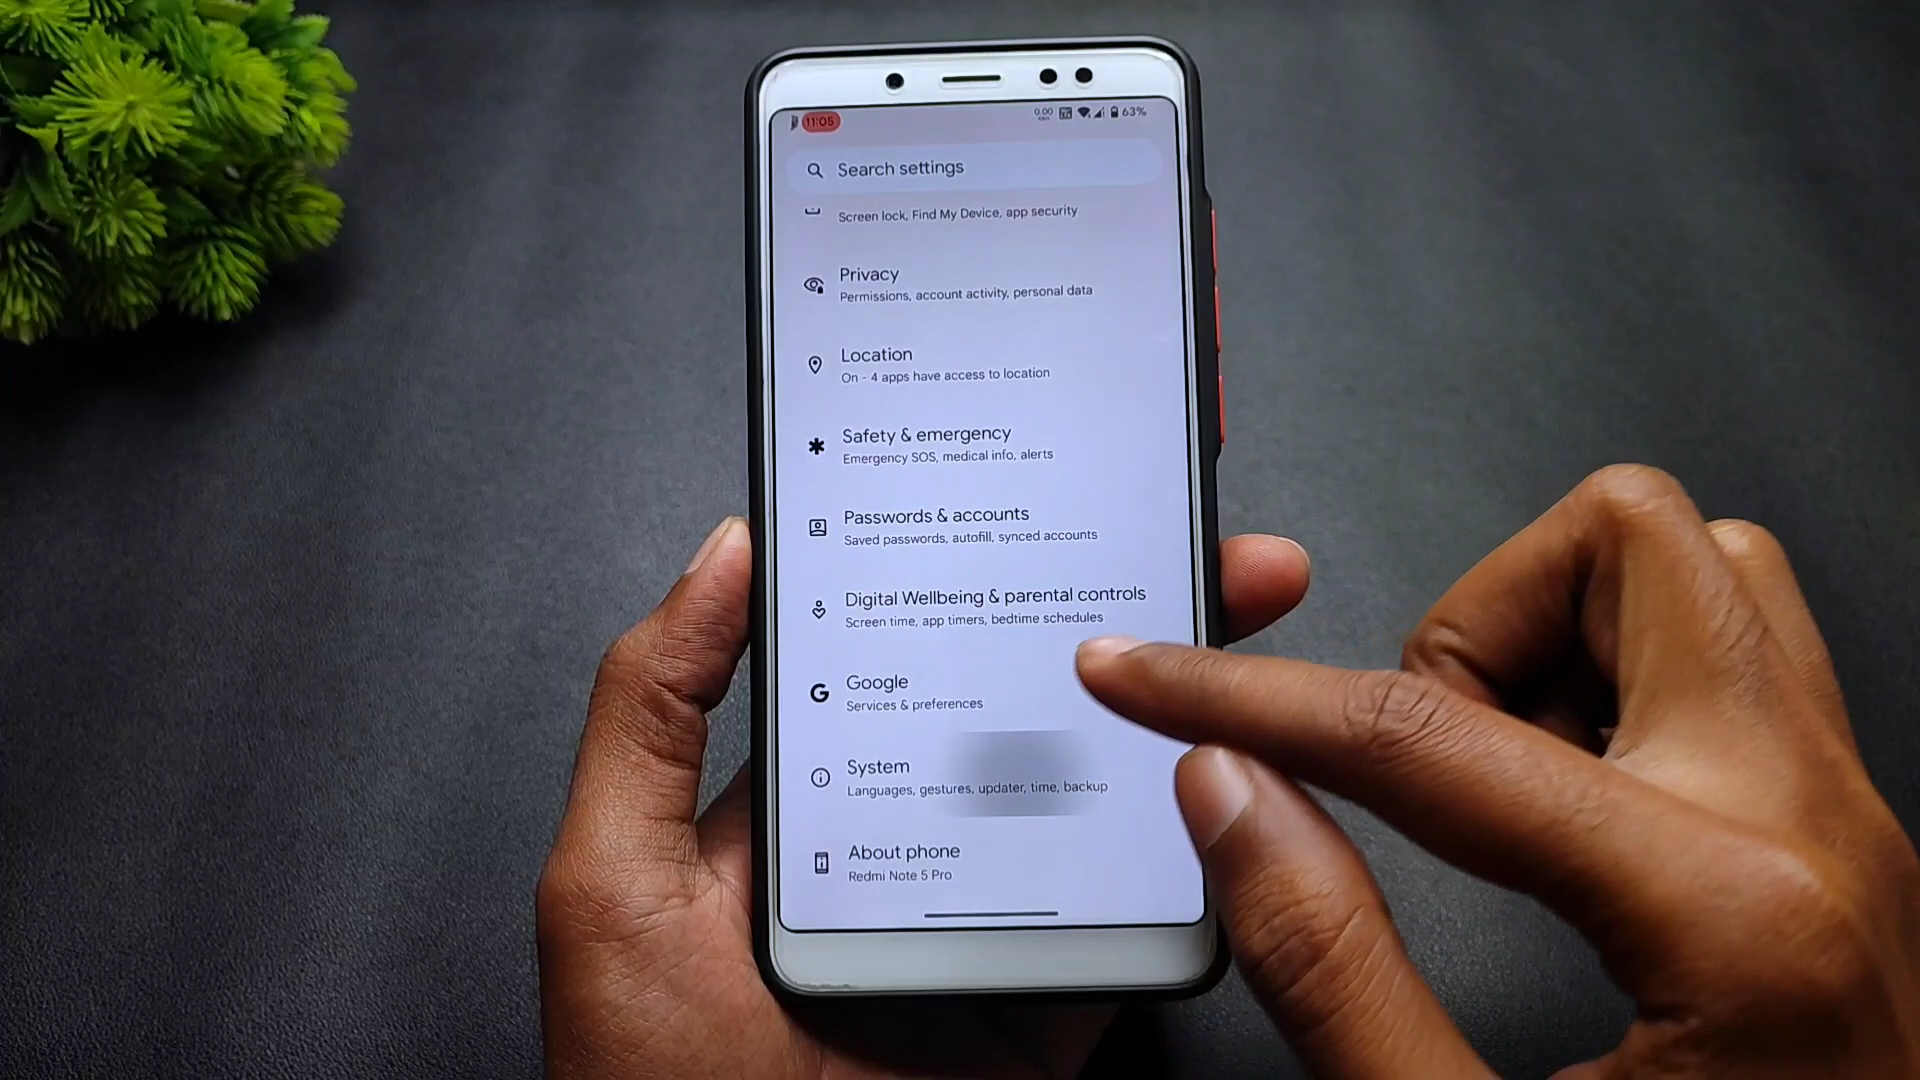 11:05
0.00
63%
Search settings
Screen lock, Find My Device, app security
Privacy
Permissions, account activity, personal data
Location
On - 4 apps have access to location
Safety & emergency
Emergency SOS, medical info, alerts
Passwords & accounts
Saved passwords, autofill, synced accounts
Digital Wellbeing & parental controls
Screen time, app timers, bedtime schedules
Google
Services & preferences
System
Languages, gestures, updater, time, backup
About phone
Redmi Note 5 Pro